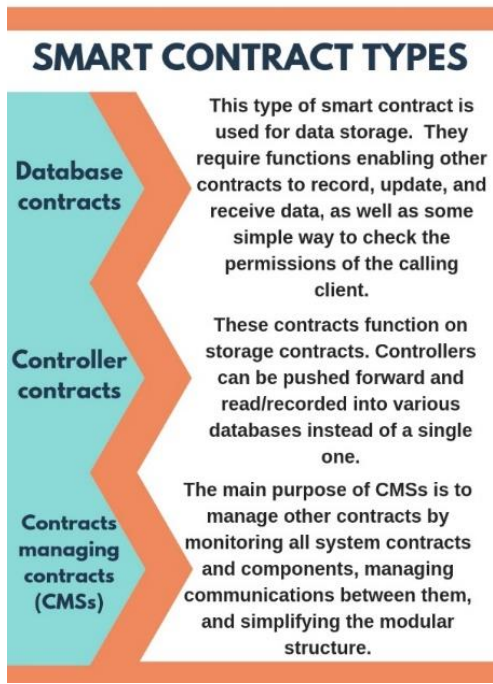 SMART CONTRACT TYPES
Database
contracts
This type of smart contract is
used for data storage. They
require functions enabling other
contracts to record, update, and
receive data, as well as some
simple way to check the
permissions of the calling
client.
Controller
contracts
These contracts function on
storage contracts. Controllers
can be pushed forward and
read/recorded into various
databases instead of a single
one.
Contracts
managing
contracts
(CMSs)
The main purpose of CMSs is to
manage other contracts by
monitoring all system contracts
and components, managing
communications between them,
and simplifying the modular
structure.